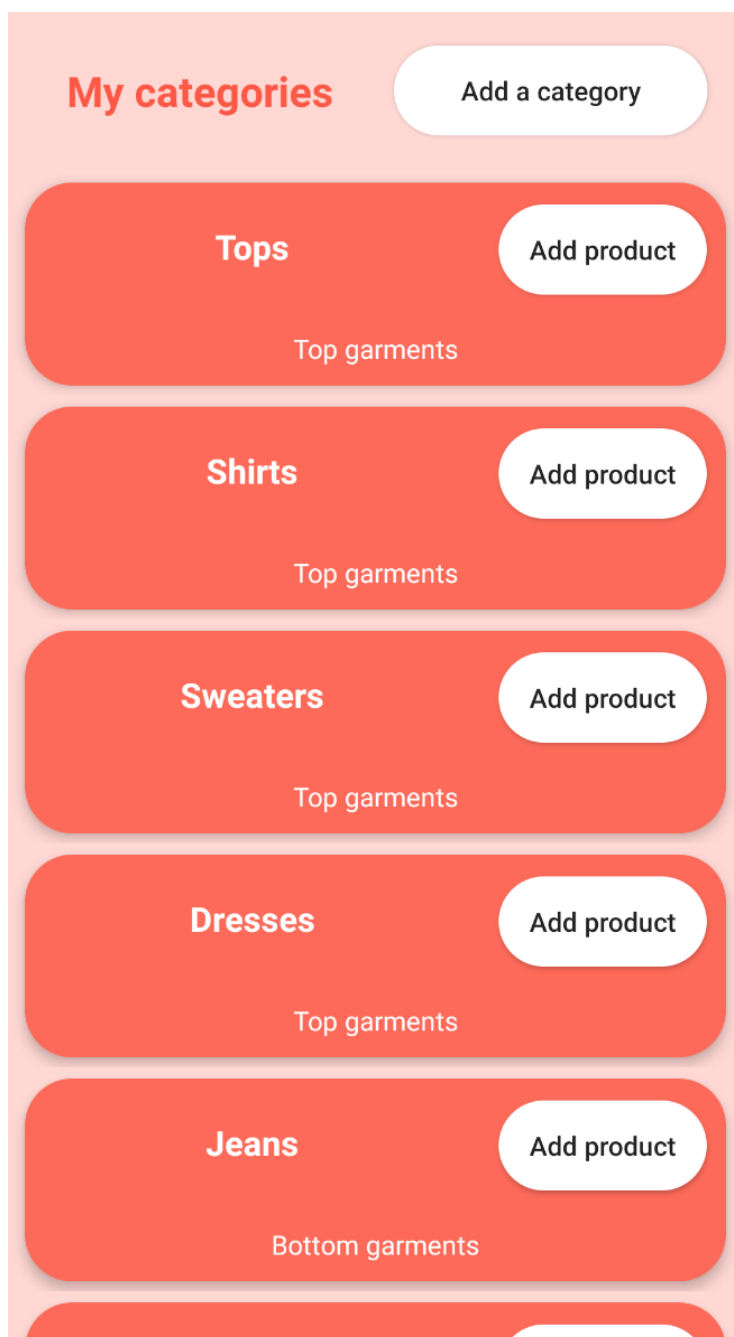 My categories
Add a category
Tops
Add product
Top garments
Shirts
Add product
Top garments
Sweaters
Add product
Top garments
Dresses
Add product
Top garments
Jeans
Add product
Bottom garments